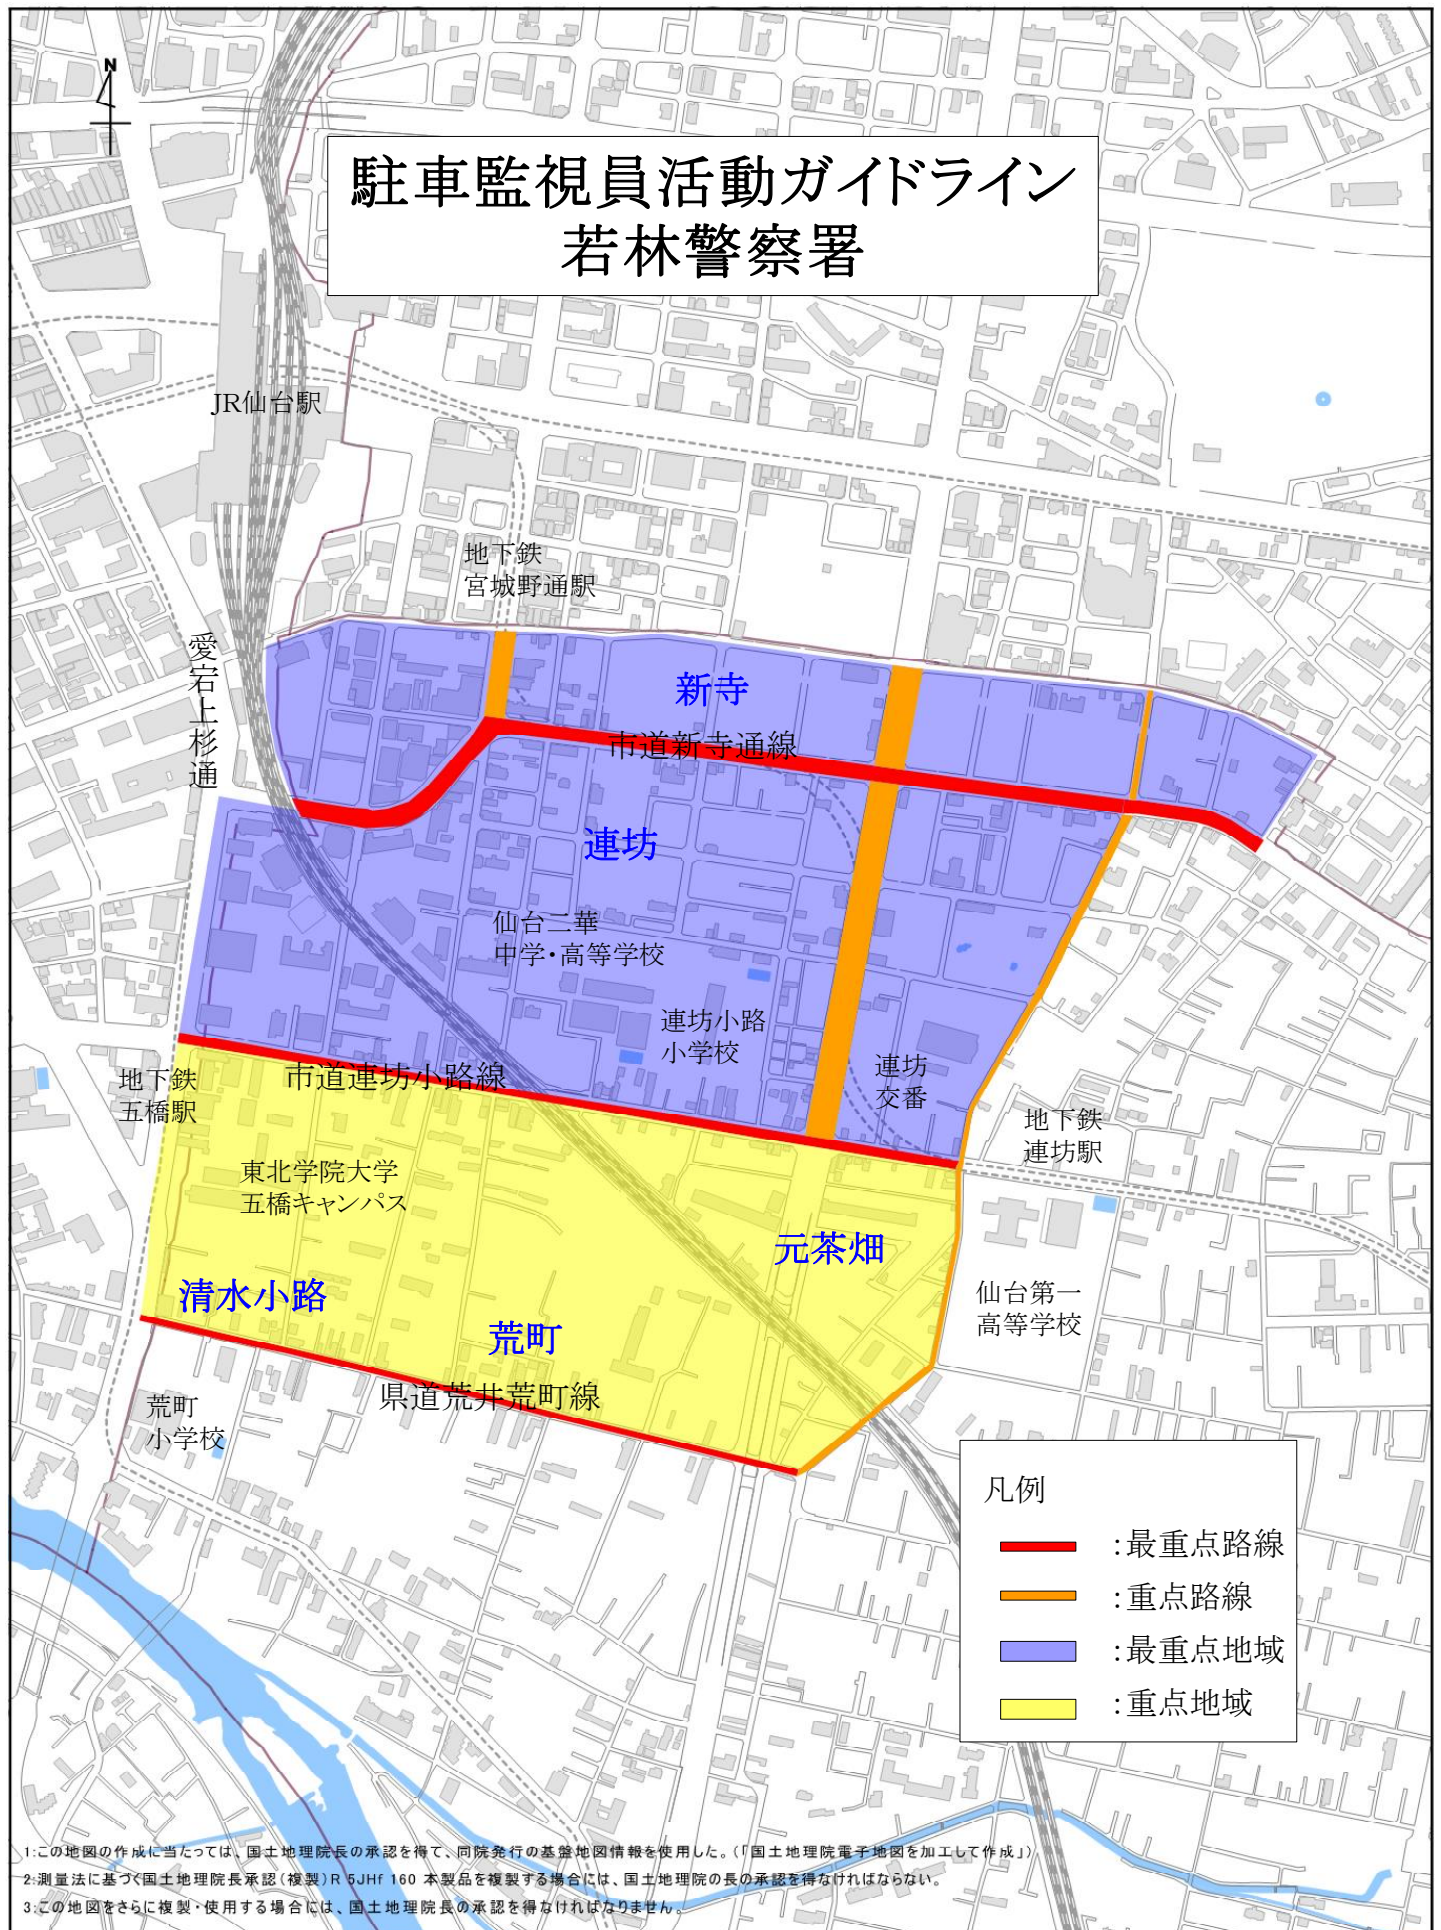 N
駐車監視員活動ガイドライン
若林警察署
JR仙台駅
地下鉄
宮城野通駅
愛宕上杉通
新寺
市道新寺通線
連坊
仙台二華
中学・高等学校
連坊小路
小学校
連坊
交番
地下鉄
五橋駅
市道連坊小路線
地下鉄
連坊駅
東北学院大学
五橋キャンパス
元茶畑
清水小路
仙台第一
高等学校
荒町
県道荒井荒町線
荒町
小学校
凡例
:最重点路線
:重点路線
:最重点地域
:重点地域
1:この地図の作成に当たっては、国土地理院長の承認を得て、同院発行の基盤地図情報を使用した。(「国土地理院電子地図を加工して作成」)
2:測量法に基づく国土地理院長承認(複製)R 5JHf 160 本製品を複製する場合には、国土地理院の長の承認を得なければならない。
3:この地図をさらに複製・使用する場合には、国土地理院長の承認を得なければなりません。